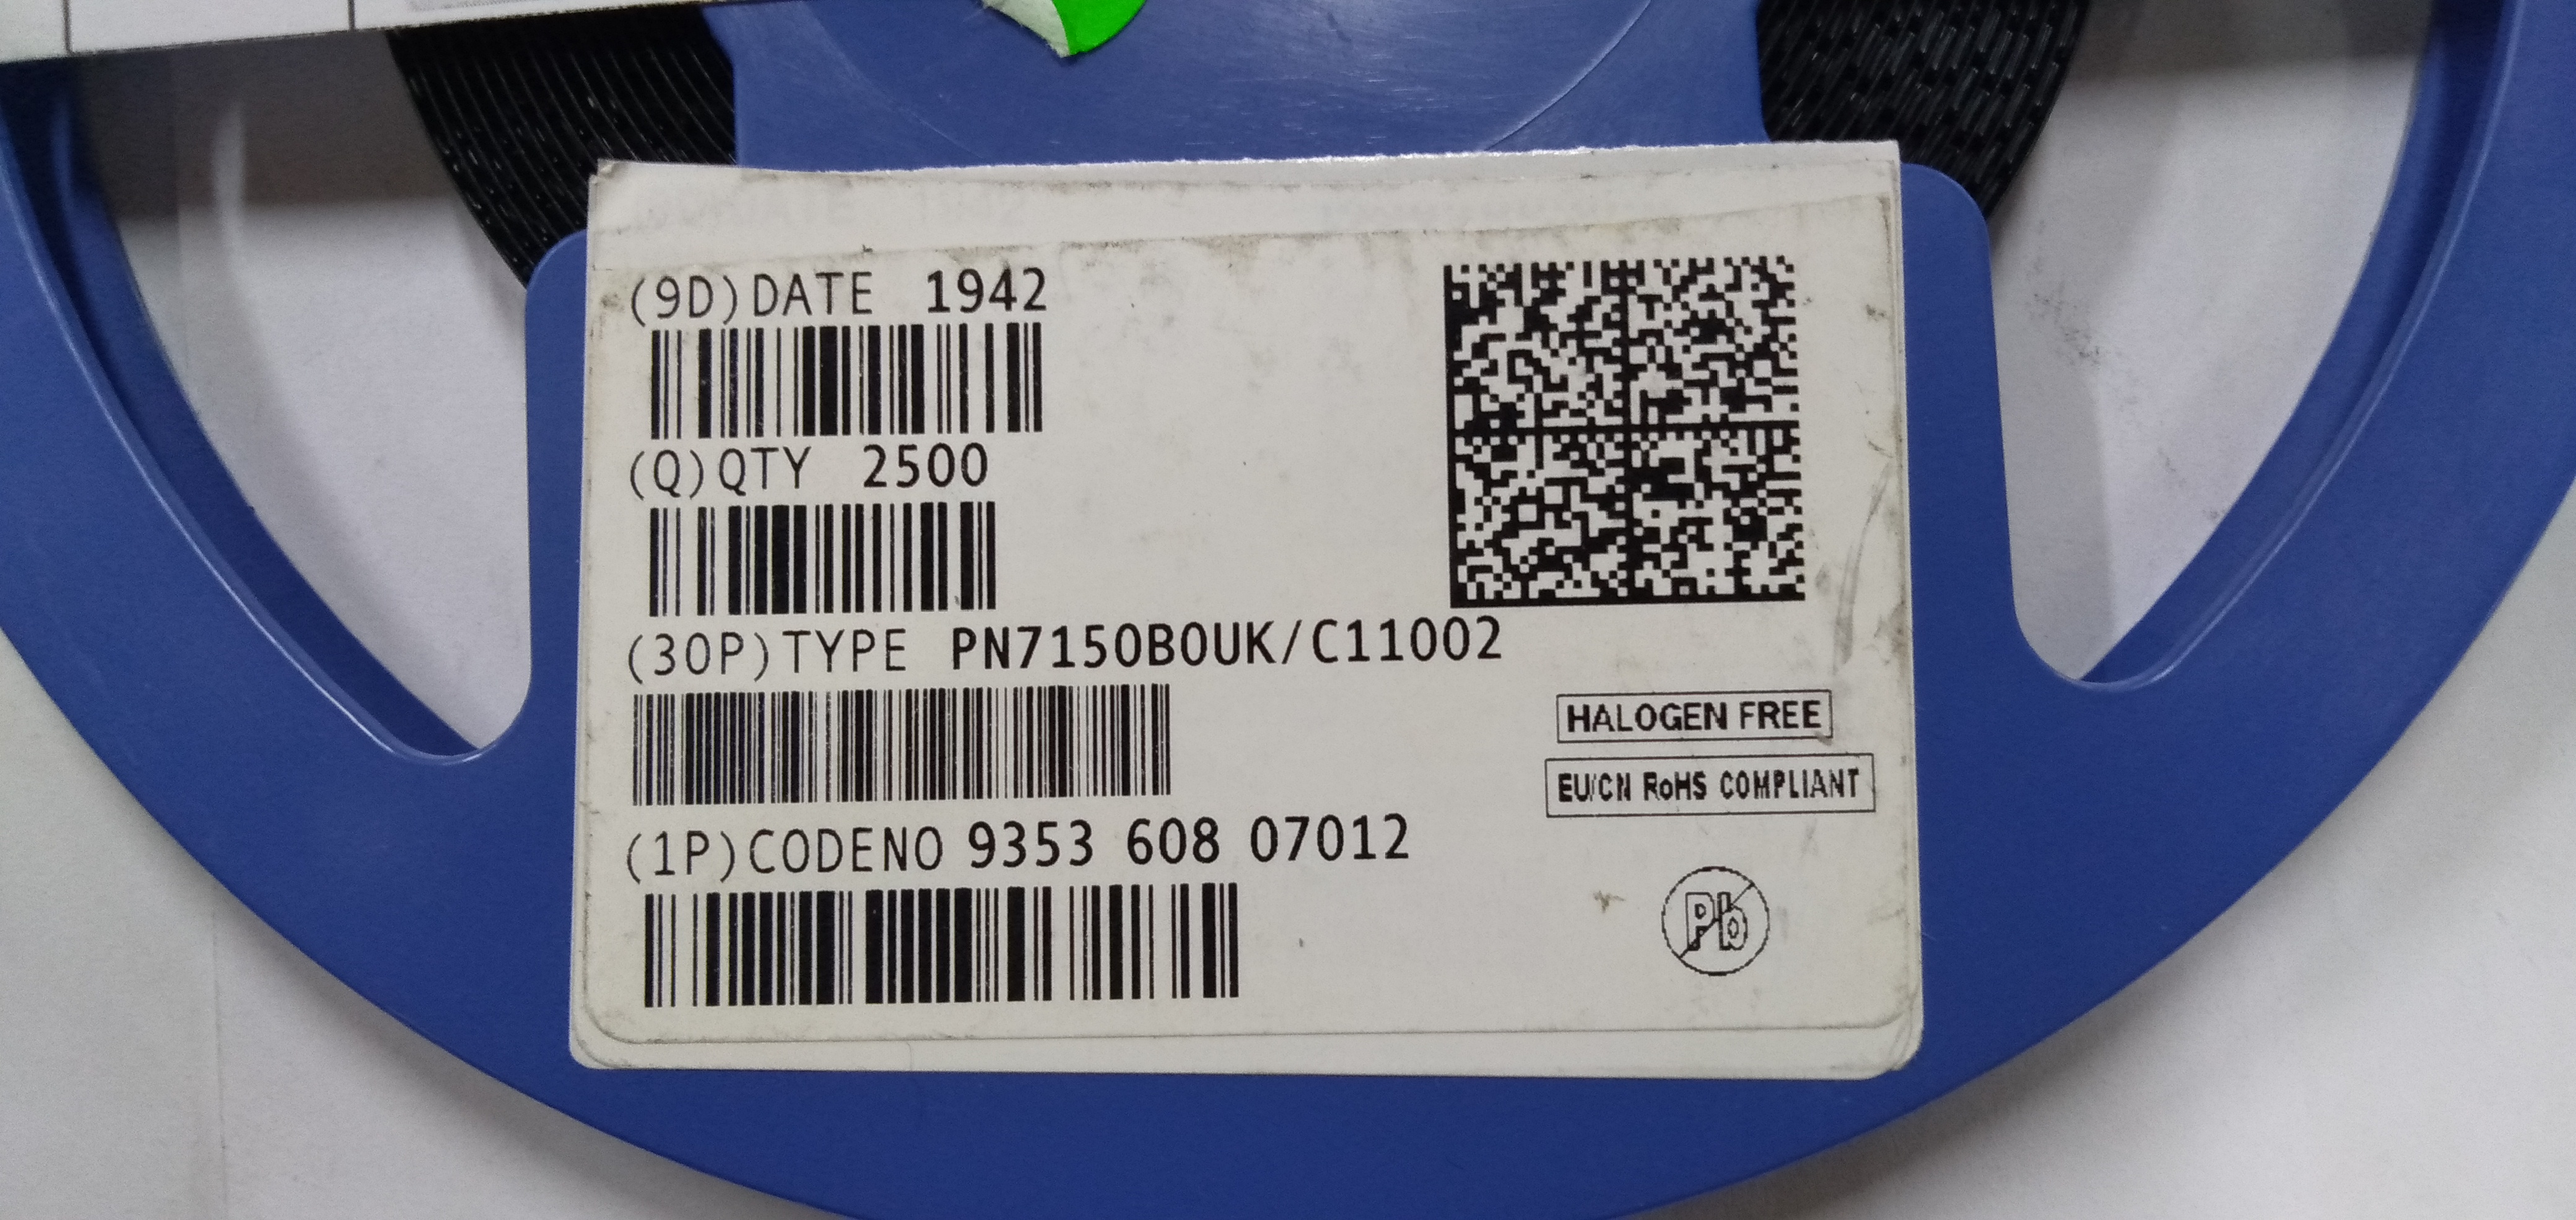 (9D)DATE 1942
(Q)QTY 2500
(30P)TYPE PN7150B0UK/C11002
HALOGEN FREE
EU/CN RoHS COMPLIANT
(1P)CODENO 9353 608 07012
Pb